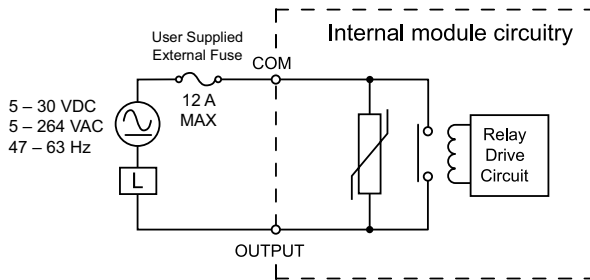 Internal module circuitry
User Supplied
External Fuse
COM
12 A
MAX
5 – 30 VDC
5 – 264 VAC
47 – 63 Hz
L
Relay
Drive
Circuit
OUTPUT